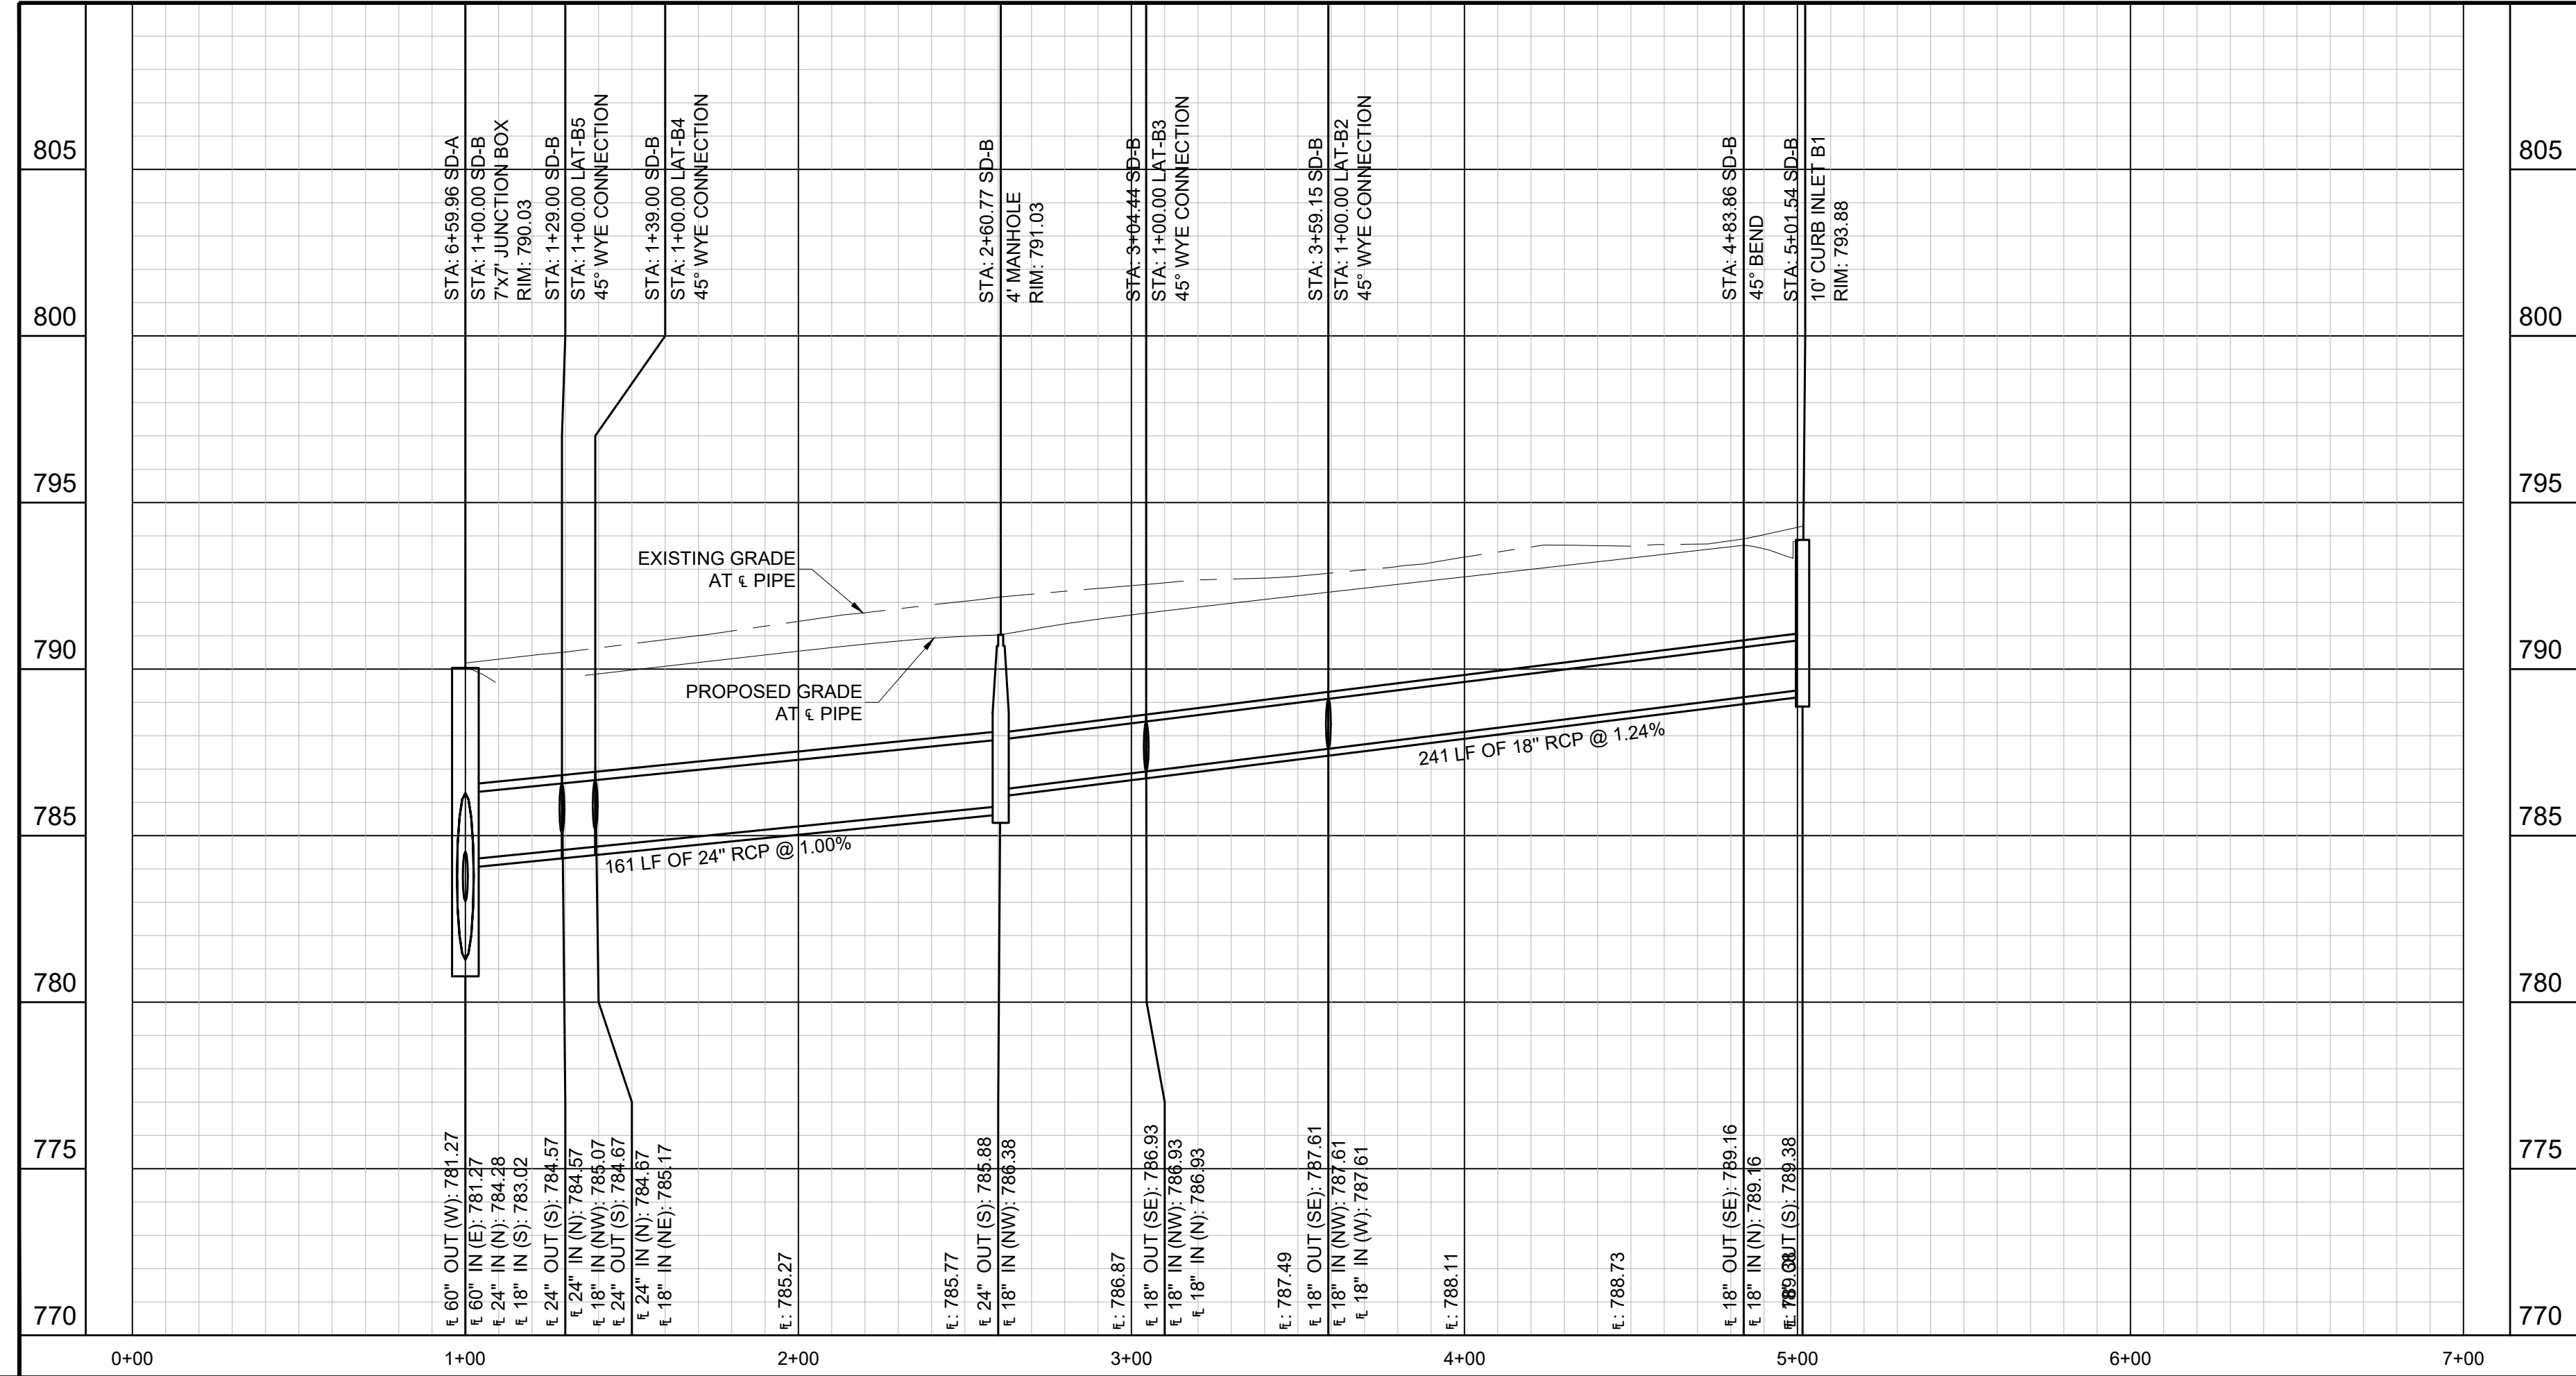 STA: 6+59.96 SD-A
STA: 1+00.00 SD-B
7'x7' JUNCTION BOX
RIM: 790.03
STA: 1+29.00 SD-B
STA: 1+00.00 LAT-B5
45° WYE CONNECTION
STA: 1+39.00 SD-B
STA: 1+00.00 LAT-B4
45° WYE CONNECTION
STA: 2+60.77 SD-B
4' MANHOLE
RIM: 791.03
STA: 3+04.44 SD-B
STA: 1+00.00 LAT-B3
45° WYE CONNECTION
STA: 3+59.15 SD-B
STA: 1+00.00 LAT-B2
45° WYE CONNECTION
STA: 4+83.86 SD-B
45° BEND
STA: 5+01.54 SD-B
10' CURB INLET B1
RIM: 793.88
805
800
795
790
785
780
775
770
805
800
795
790
785
780
775
770
EXISTING GRADE
AT ℄ PIPE
PROPOSED GRADE
AT ℄ PIPE
161 LF OF 24" RCP @ 1.00%
241 LF OF 18" RCP @ 1.24%
60" OUT (W): 781.27
60" IN (E): 781.27
24" IN (N): 784.28
18" IN (S): 783.02
24" OUT (S): 784.57
24" IN (N): 784.57
18" IN (NW): 785.07
24" OUT (S): 784.67
24" IN (N): 784.67
18" IN (NE): 785.17
: 785.27
: 785.77
24" OUT (S): 785.88
18" IN (NW): 786.38
: 786.87
18" OUT (SE): 786.93
18" IN (NW): 786.93
18" IN (N): 786.93
: 787.49
18" OUT (SE): 787.61
18" IN (NW): 787.61
18" IN (W): 787.61
: 788.11
: 788.73
18" OUT (SE): 789.16
18" IN (N): 789.16
OUT (S): 789.38
0+00
1+00
2+00
3+00
4+00
5+00
6+00
7+00